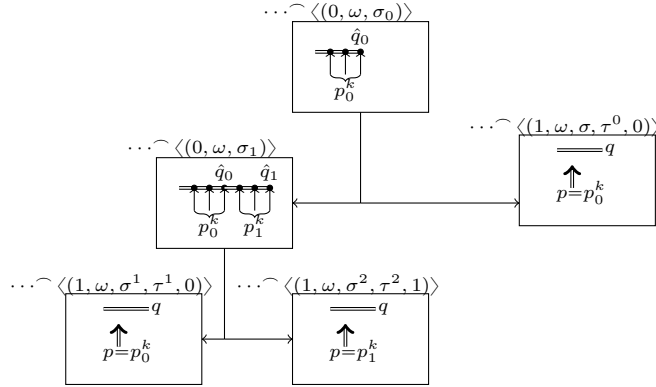 ⋯⌢⟨(0, ω, σ₀)⟩
q̂₀
p₀ᵏ
⋯⌢⟨(1, ω, σ, τ⁰, 0)⟩
q
p=p₀ᵏ
⋯⌢⟨(0, ω, σ₁)⟩
q̂₀ q̂₁
p₀ᵏ p₁ᵏ
⋯⌢⟨(1, ω, σ¹, τ¹, 0)⟩ ⋯⌢⟨(1, ω, σ², τ², 1)⟩
q q
p=p₀ᵏ p=p₁ᵏ